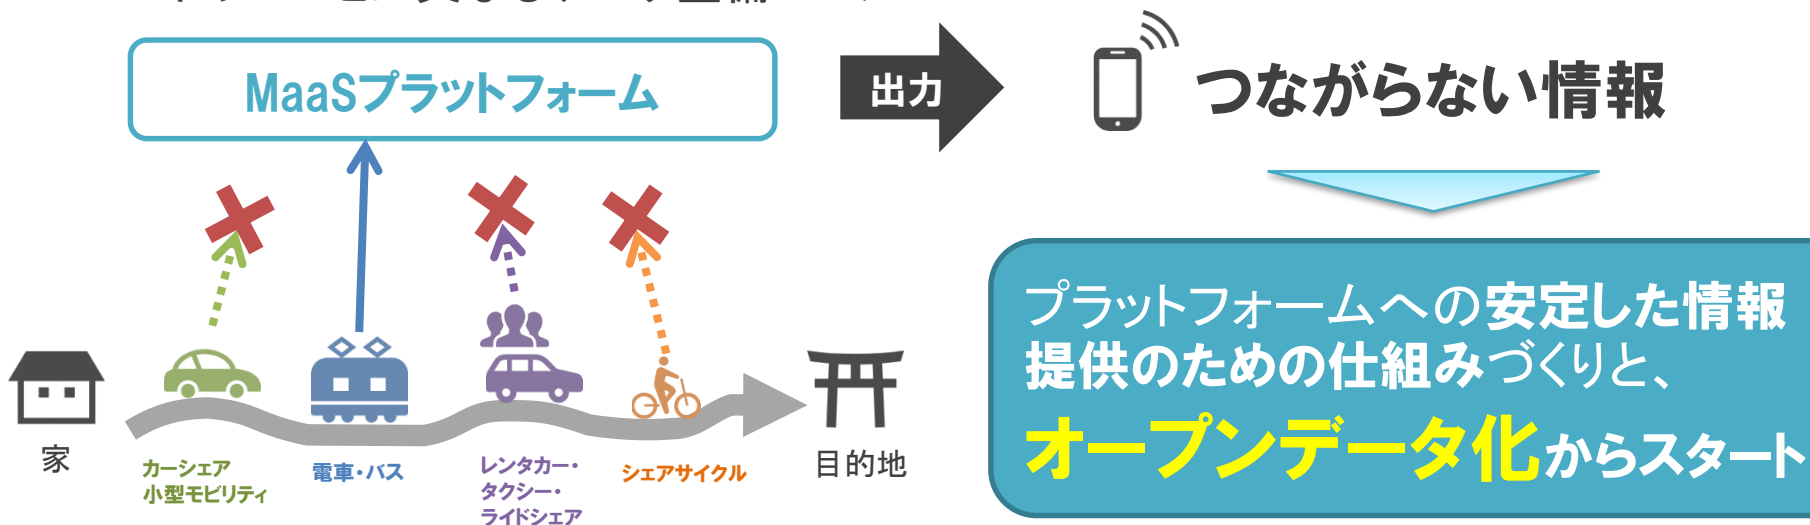 MaaSプラットフォーム
出力
つながらない情報
プラットフォームへの安定した情報
提供のための仕組みづくりと、
オープンデータ化からスタート
家
カーシェア
小型モビリティ
電車・バス
レンタカー・
タクシー・
ライドシェア
シェアサイクル
目的地